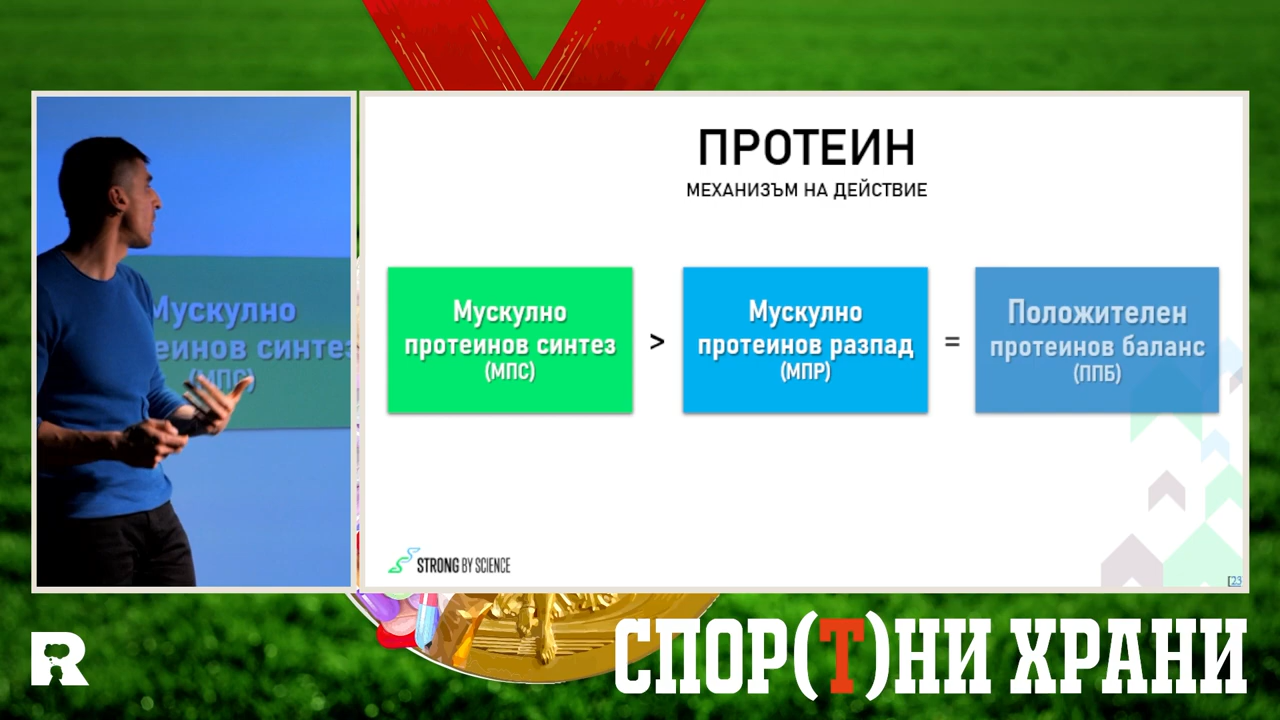 ПРОТЕИН
МЕХАНИЗЪМ НА ДЕЙСТВИЕ
Мускулно
протеинов синтез
(МПС)
>
Мускулно
протеинов разпад
(МПР)
=
Положителен
протеинов баланс
(ППБ)
Мускулно
еинов синтез
(МПС)
STRONG BY SCIENCE
[23
R
СПОР(Т)НИ ХРАНИ